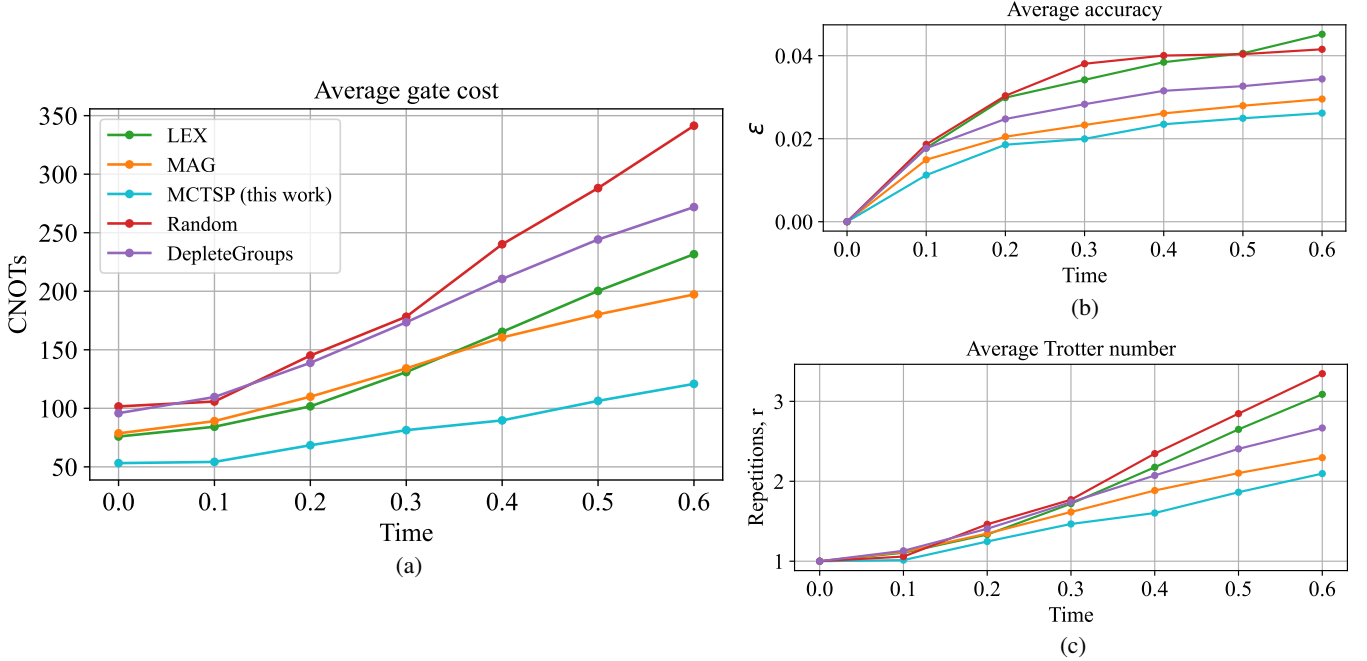 Average gate cost
CNOTs
350
300
250
200
150
100
50
LEX
MAG
MCTSP (this work)
Random
DepleteGroups
0.0 0.1 0.2 0.3 0.4 0.5 0.6
Time
(a)
Average accuracy
ε
0.04
0.02
0.00
0.0 0.1 0.2 0.3 0.4 0.5 0.6
Time
(b)
Average Trotter number
Repetitions, r
3
2
1
0.0 0.1 0.2 0.3 0.4 0.5 0.6
Time
(c)